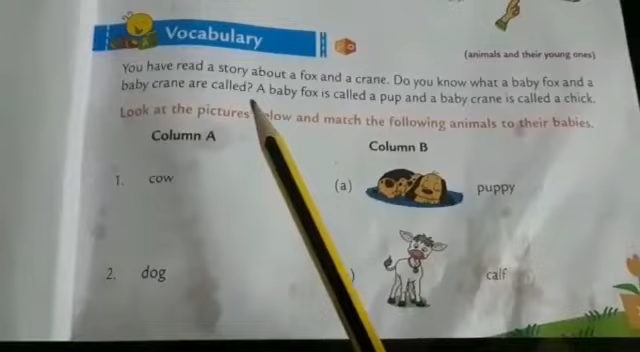 Vocabulary
(animals and their young ones)
You have read a story about a fox and a crane. Do you know what a baby fox and a
baby crane are called? A baby fox is called a pup and a baby crane is called a chick.
Look at the pictures and match the following animals to their babies.
Column A
Column B
1. cow
(a) puppy
2. dog
) calf